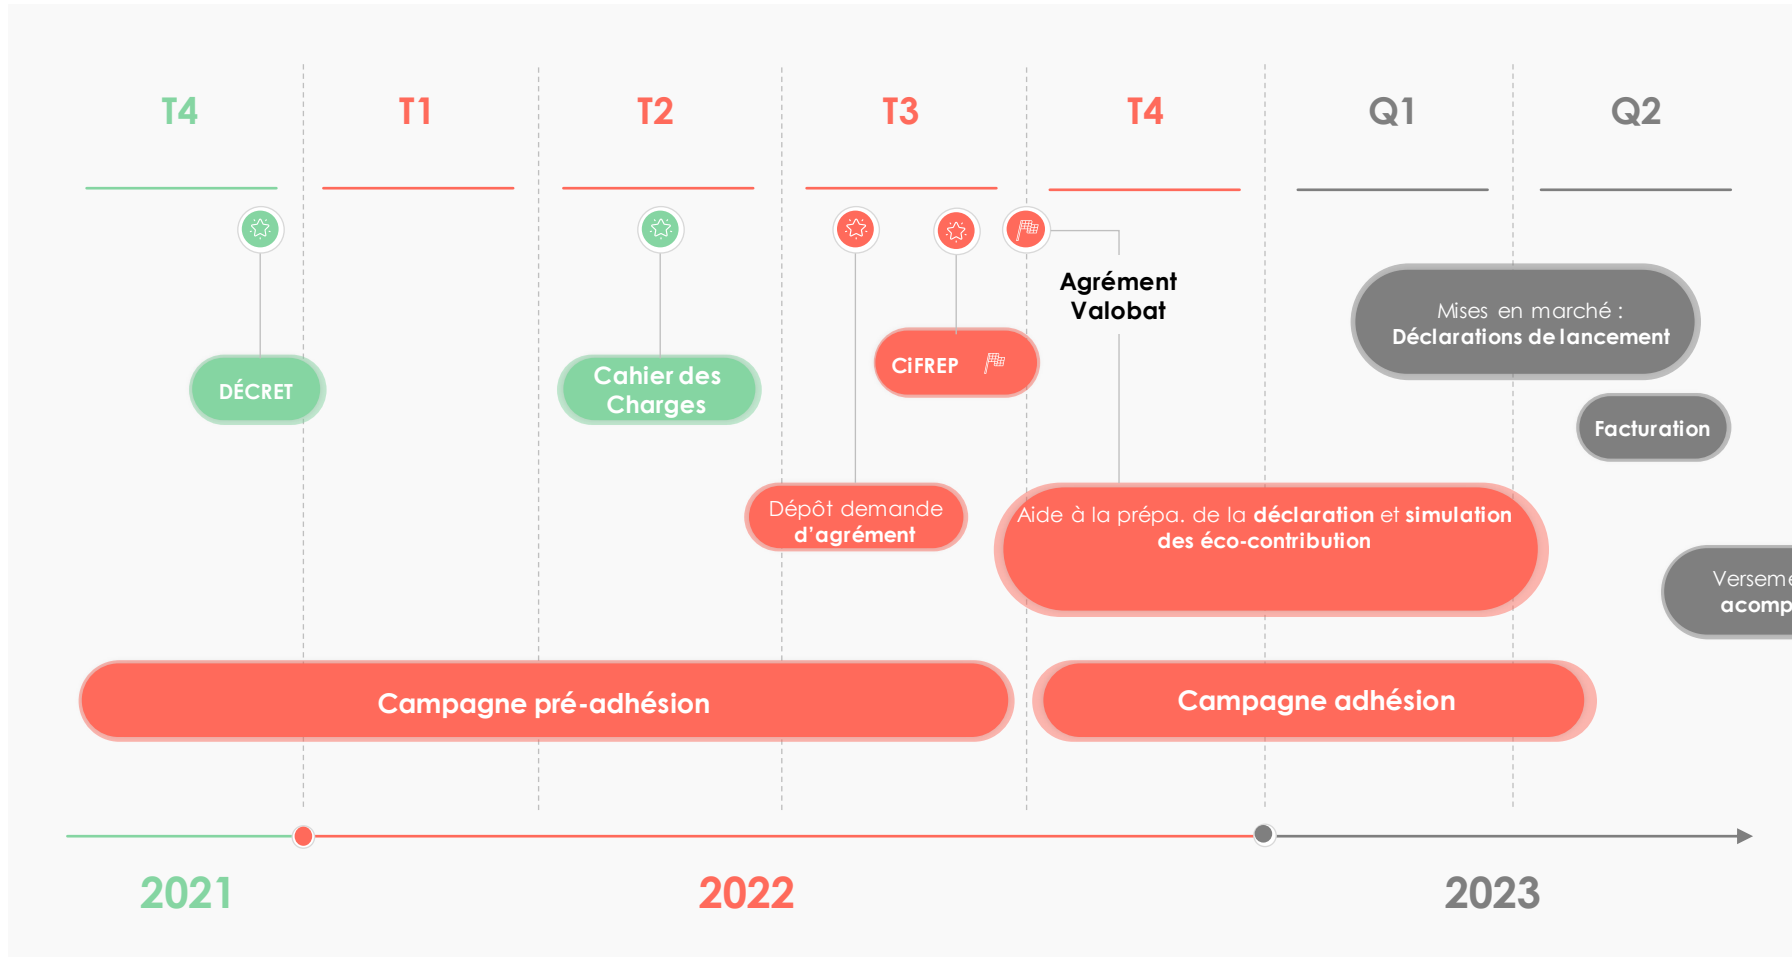 T4
T1
T2
T3
T4
Q1
Q2
Agrément
Valobat
Mises en marché :
Déclarations de lancement
DÉCRET
Cahier des
Charges
CiFREP
Facturation
Dépôt demande
d'agrément
Aide à la prépa. de la déclaration et simulation
des éco-contribution
Verseme
acomp
Campagne pré-adhésion
Campagne adhésion
2021
2022
2023